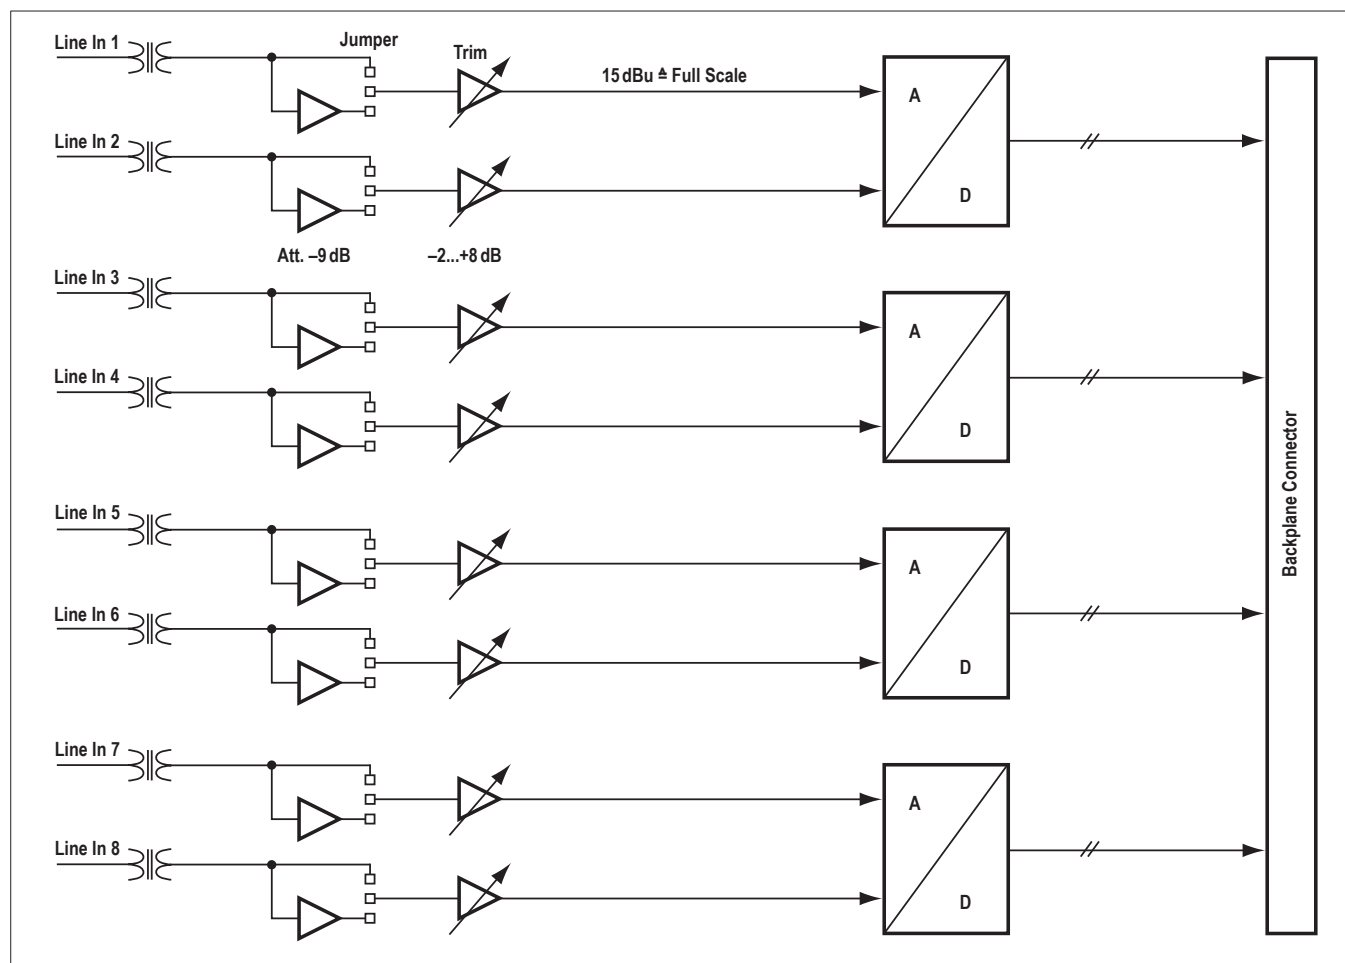 Line In 1
Jumper
Trim
15 dBu ≙ Full Scale
A
D
Line In 2
Att. –9 dB
–2...+8 dB
Line In 3
A
D
Line In 4
Line In 5
A
D
Line In 6
Line In 7
A
D
Line In 8
Backplane Connector